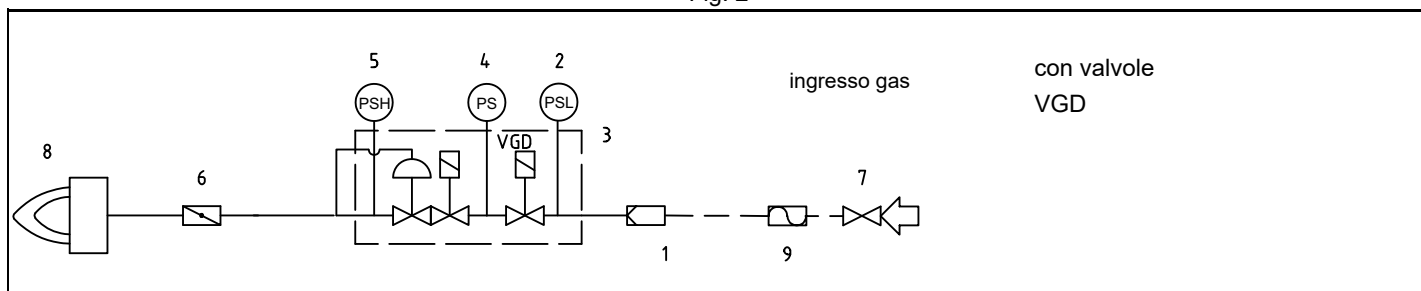 Fig. 2
5 4 2
PSH PS PSL
ingresso gas
con valvole
VGD
VGD
3
8
6
7
1
9